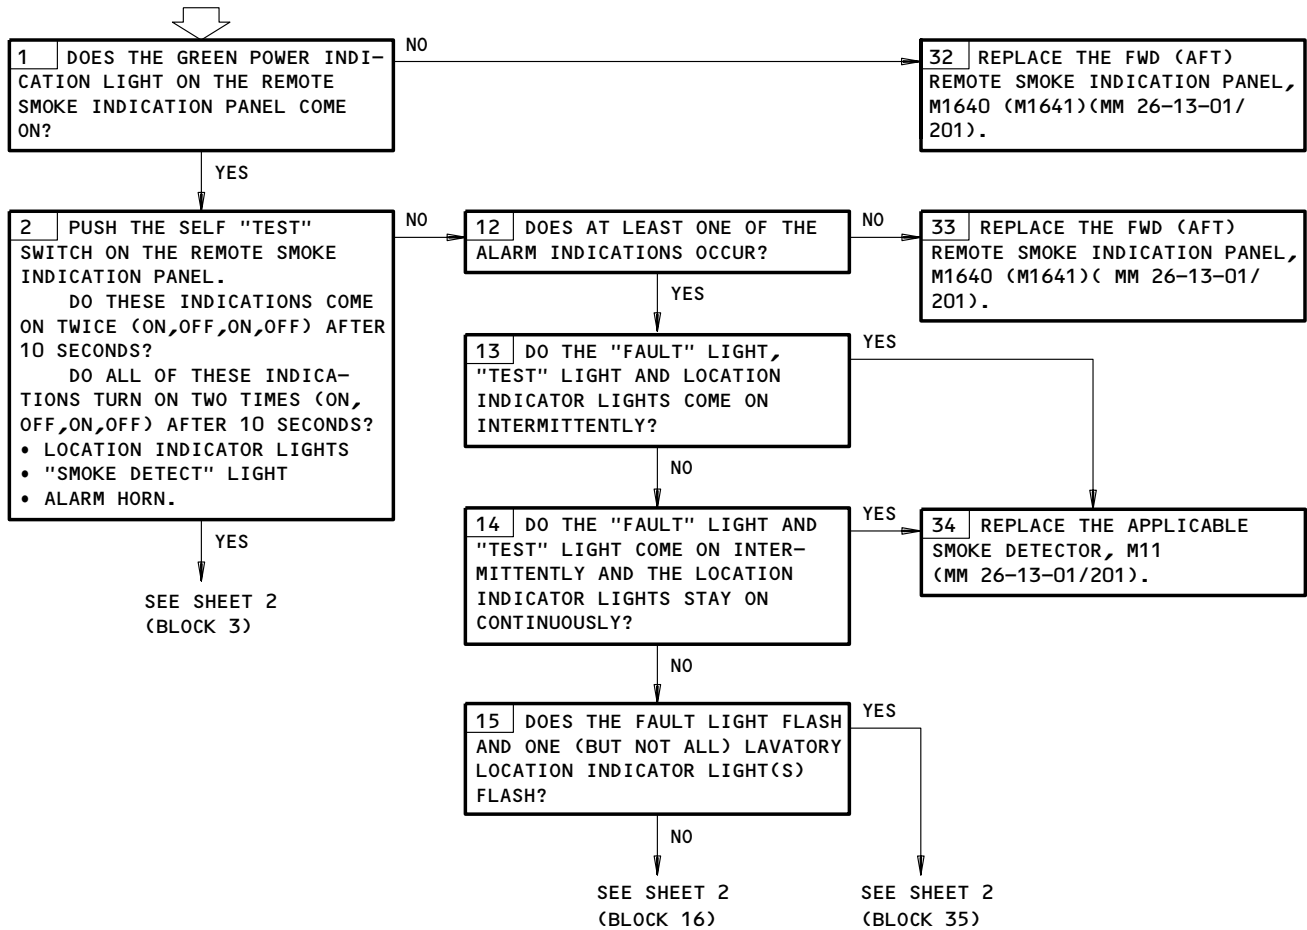 1 DOES THE GREEN POWER INDI-
CATION LIGHT ON THE REMOTE
SMOKE INDICATION PANEL COME
ON?
NO
32 REPLACE THE FWD (AFT)
REMOTE SMOKE INDICATION PANEL,
M1640 (M1641)(MM 26-13-01/
201).
YES
2 PUSH THE SELF "TEST"
SWITCH ON THE REMOTE SMOKE
INDICATION PANEL.
DO THESE INDICATIONS COME
ON TWICE (ON,OFF,ON,OFF) AFTER
10 SECONDS?
DO ALL OF THESE INDICA-
TIONS TURN ON TWO TIMES (ON,
OFF,ON,OFF) AFTER 10 SECONDS?
• LOCATION INDICATOR LIGHTS
• "SMOKE DETECT" LIGHT
• ALARM HORN.
NO
12 DOES AT LEAST ONE OF THE
ALARM INDICATIONS OCCUR?
NO
33 REPLACE THE FWD (AFT)
REMOTE SMOKE INDICATION PANEL,
M1640 (M1641)( MM 26-13-01/
201).
YES
13 DO THE "FAULT" LIGHT,
"TEST" LIGHT AND LOCATION
INDICATOR LIGHTS COME ON
INTERMITTENTLY?
YES
NO
14 DO THE "FAULT" LIGHT AND
"TEST" LIGHT COME ON INTER-
MITTENTLY AND THE LOCATION
INDICATOR LIGHTS STAY ON
CONTINUOUSLY?
YES
34 REPLACE THE APPLICABLE
SMOKE DETECTOR, M11
(MM 26-13-01/201).
YES
SEE SHEET 2
(BLOCK 3)
NO
15 DOES THE FAULT LIGHT FLASH
AND ONE (BUT NOT ALL) LAVATORY
LOCATION INDICATOR LIGHT(S)
FLASH?
YES
NO
SEE SHEET 2
(BLOCK 16)
SEE SHEET 2
(BLOCK 35)